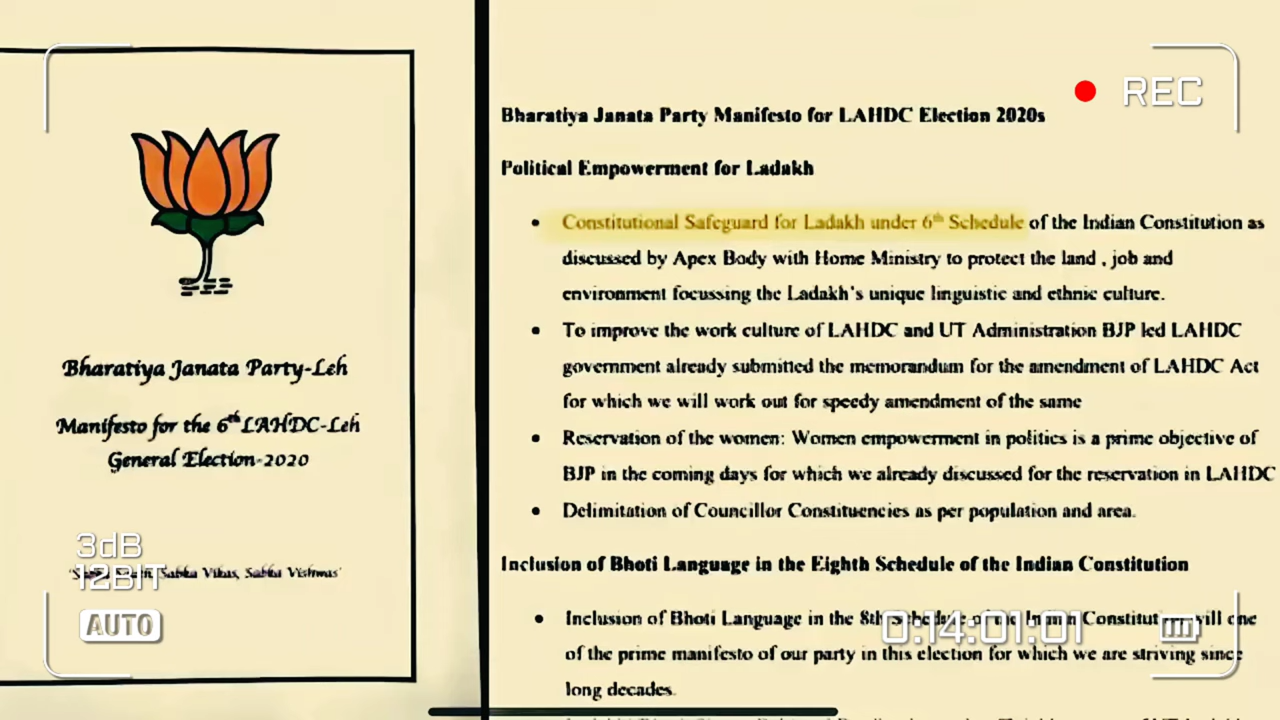 Bharatiya Janata Party-Leh
Manifesto for the 6th LAHDC-Leh
General Election-2020
Sabka Vikas, Sabka Vishwas'
Bharatiya Janata Party Manifesto for LAHDC Election 2020s
Political Empowerment for Ladakh
• Constitutional Safeguard for Ladakh under 6th Schedule of the Indian Constitution as
discussed by Apex Body with Home Ministry to protect the land , job and
environment focussing the Ladakh's unique linguistic and ethnic culture.
• To improve the work culture of LAHDC and UT Administration BJP led LAHDC
government already submitted the memorandum for the amendment of LAHDC Act
for which we will work out for speedy amendment of the same
• Reservation of the women: Women empowerment in politics is a prime objective of
BJP in the coming days for which we already discussed for the reservation in LAHDC
• Delimitation of Councillor Constituencies as per population and area.
Inclusion of Bhoti Language in the Eighth Schedule of the Indian Constitution
• Inclusion of Bhoti Language in the 8th Schedule of the Indian Constitution will one
of the prime manifesto of our party in this election for which we are striving since
long decades.
REC
3dB
12BIT
AUTO
0:14:01:01